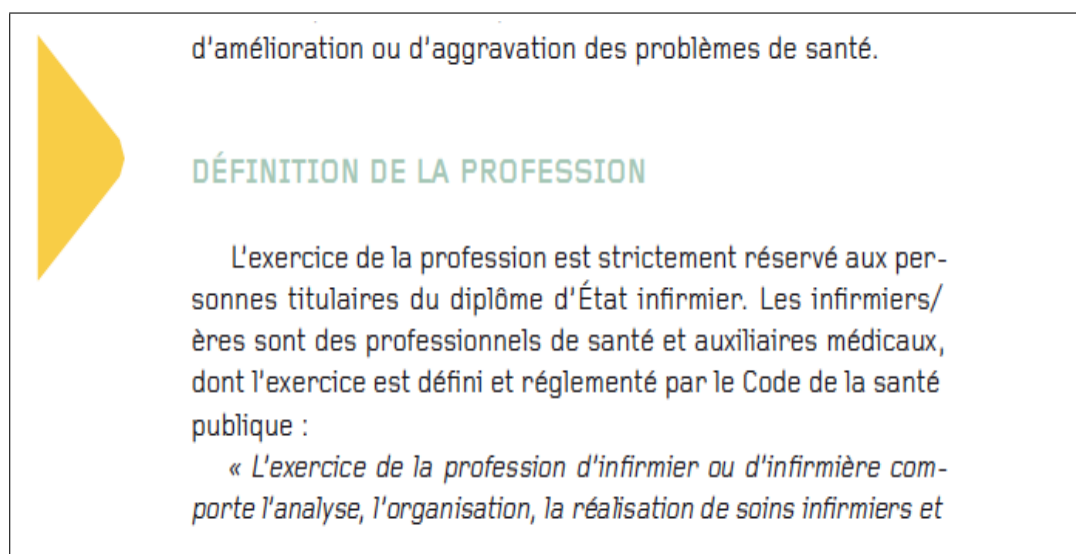 d'amélioration ou d'aggravation des problèmes de santé.
DÉFINITION DE LA PROFESSION
L'exercice de la profession est strictement réservé aux per-
sonnes titulaires du diplôme d'État infirmier. Les infirmiers/
ères sont des professionnels de santé et auxiliaires médicaux,
dont l'exercice est défini et réglementé par le Code de la santé
publique :
« L'exercice de la profession d'infirmier ou d'infirmière com-
porte l'analyse, l'organisation, la réalisation de soins infirmiers et